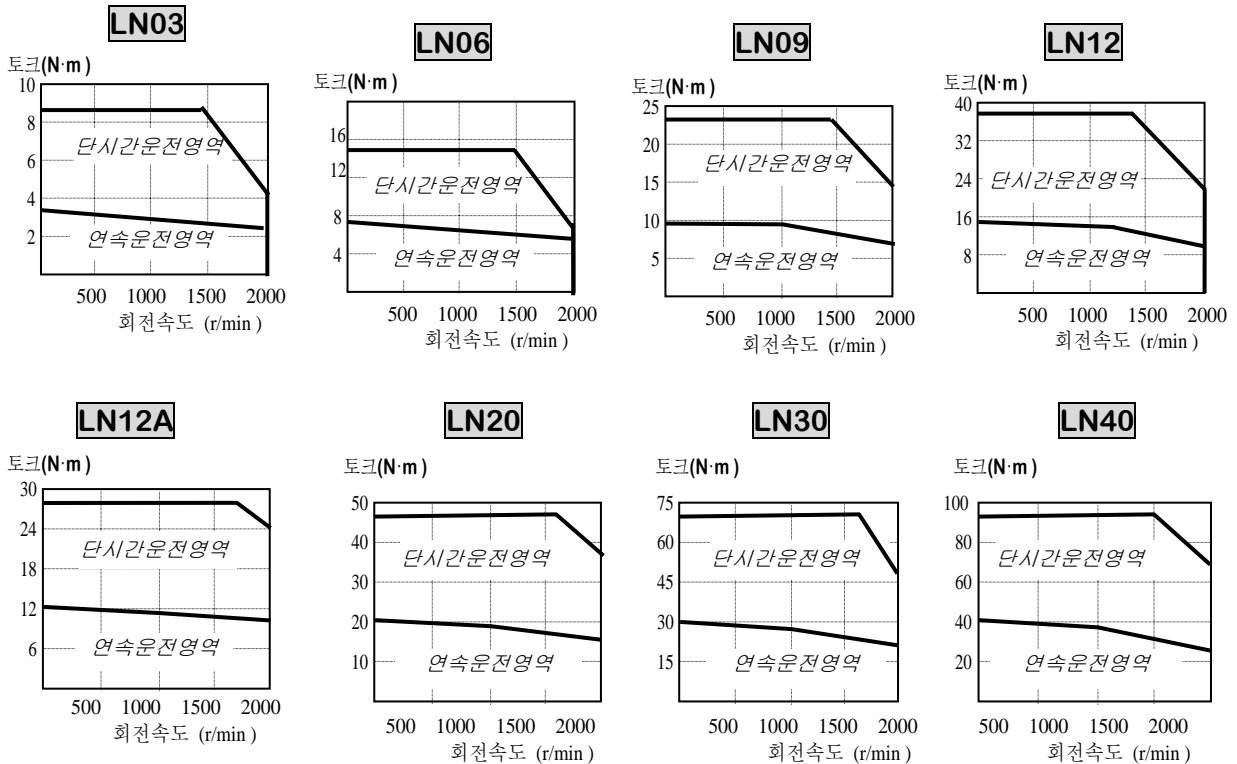 LN03
토크(N·m )
10
8
6
4
2
단시간운전영역
연속운전영역
500 1000 1500 2000
회전속도 (r/min )
LN06
토크(N·m )
16
12
8
4
단시간운전영역
연속운전영역
500 1000 1500 2000
회전속도 (r/min )
LN09
토크(N·m )
25
20
15
10
5
단시간운전영역
연속운전영역
500 1000 1500 2000
회전속도 (r/min )
LN12
토크(N·m )
40
32
24
16
8
단시간운전영역
연속운전영역
500 1000 1500 2000
회전속도 (r/min )
LN12A
토크(N·m )
30
24
18
12
6
단시간운전영역
연속운전영역
500 1000 1500 2000
회전속도 (r/min )
LN20
토크(N·m )
50
40
30
20
10
단시간운전영역
연속운전영역
500 1000 1500 2000
회전속도 (r/min )
LN30
토크(N·m )
75
60
45
30
15
단시간운전영역
연속운전영역
500 1000 1500 2000
회전속도 (r/min )
LN40
토크(N·m )
100
80
60
40
20
단시간운전영역
연속운전영역
500 1000 1500 2000
회전속도 (r/min )